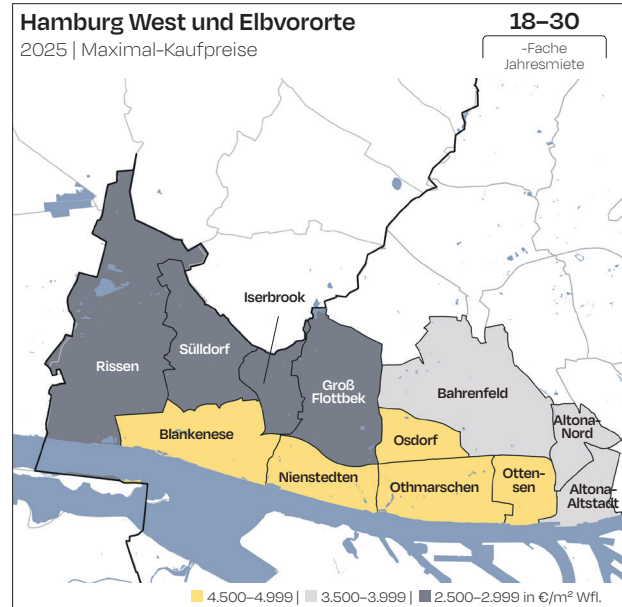 Hamburg West und Elbvororte
2025 | Maximal-Kaufpreise
18–30
-Fache
Jahresmiete
Iserbrook
Sülldorf
Rissen
Groß
Flottbek
Bahrenfeld
Altona-
Nord
Blankenese
Osdorf
Nienstedten
Othmarschen
Otten-
sen
Altona-
Altstadt
4.500–4.999 | 3.500–3.999 | 2.500–2.999 in €/m² Wfl.